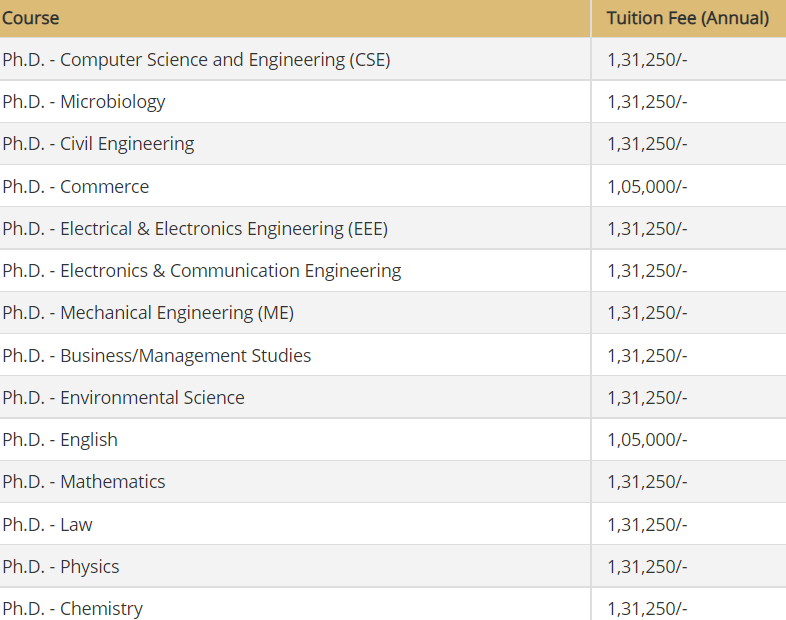 Course Tuition Fee (Annual)
Ph.D. - Computer Science and Engineering (CSE) 1,31,250/-
Ph.D. - Microbiology 1,31,250/-
Ph.D. - Civil Engineering 1,31,250/-
Ph.D. - Commerce 1,05,000/-
Ph.D. - Electrical & Electronics Engineering (EEE) 1,31,250/-
Ph.D. - Electronics & Communication Engineering 1,31,250/-
Ph.D. - Mechanical Engineering (ME) 1,31,250/-
Ph.D. - Business/Management Studies 1,31,250/-
Ph.D. - Environmental Science 1,31,250/-
Ph.D. - English 1,05,000/-
Ph.D. - Mathematics 1,31,250/-
Ph.D. - Law 1,31,250/-
Ph.D. - Physics 1,31,250/-
Ph.D. - Chemistry 1,31,250/-